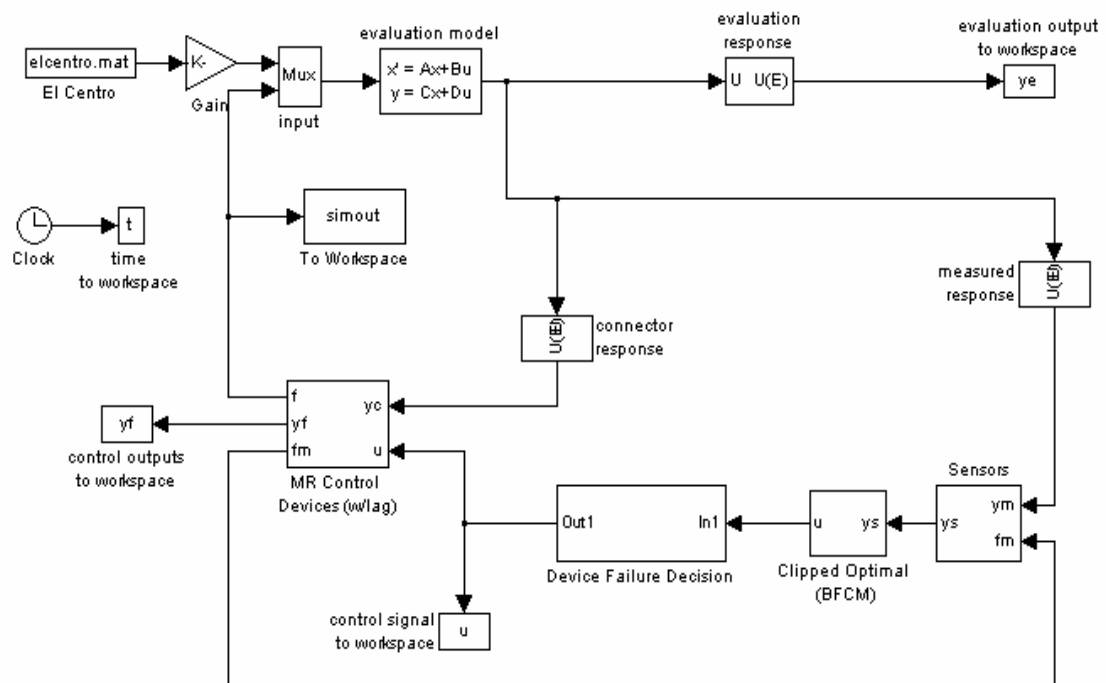 elcentro.mat
El Centro
K-
Gain
Mux
input
evaluation model
x' = Ax+Bu
y = Cx+Du
evaluation
response
U U(E)
evaluation output
to workspace
ye
Clock
t
time
to workspace
simout
To Workspace
U(E)
connector
response
measured
response
U(E)
yf
control outputs
to workspace
f
yf
fm
yc
u
MR Control
Devices (w/lag)
Out1
In1
Device Failure Decision
u
ys
Clipped Optimal
(BFCM)
Sensors
ys
ym
fm
control signal
to workspace
u